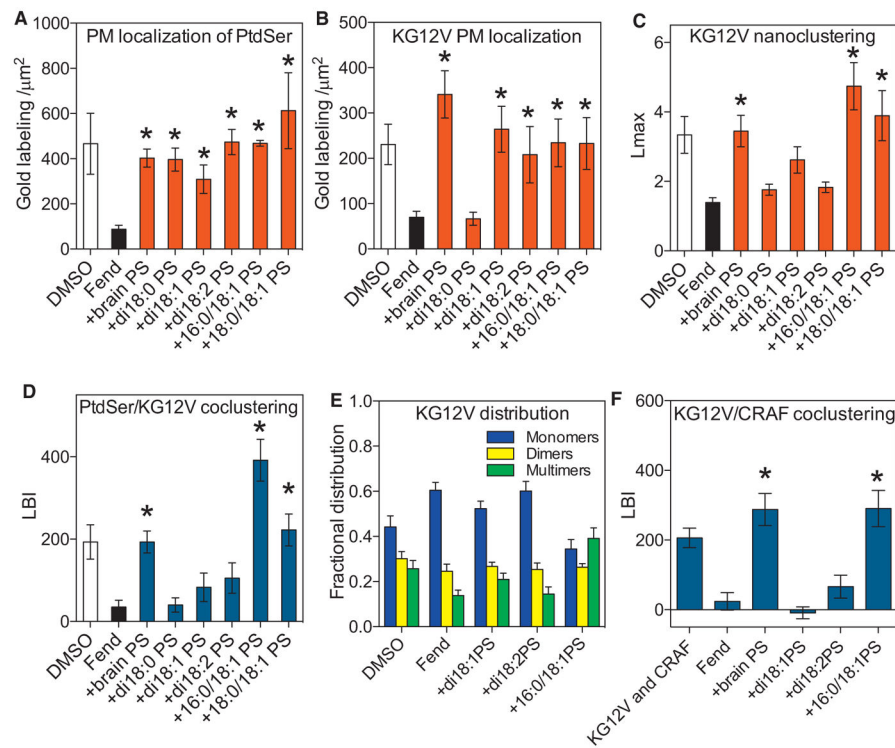 A
PM localization of PtdSer
Gold labeling /μm²
1000
800
600
400
200
0
* * * * * *
DMSO
Fend
+brain PS
+di18:0 PS
+di18:1 PS
+di18:2 PS
+16:0/18:1 PS
+18:0/18:1 PS
B
KG12V PM localization
Gold labeling /μm²
500
400
300
200
100
0
* * * * *
DMSO
Fend
+brain PS
+di18:0 PS
+di18:1 PS
+di18:2 PS
+16:0/18:1 PS
+18:0/18:1 PS
C
KG12V nanoclustering
Lmax
6
4
2
0
* * *
DMSO
Fend
+brain PS
+di18:0 PS
+di18:1 PS
+di18:2 PS
+16:0/18:1 PS
+18:0/18:1 PS
D
PtdSer/KG12V coclustering
LBI
400
200
0
* * *
DMSO
Fend
+brain PS
+di18:0 PS
+di18:1 PS
+di18:2 PS
+16:0/18:1 PS
+18:0/18:1 PS
E
KG12V distribution
Monomers
Dimers
Multimers
Fractional distribution
1.0
0.8
0.6
0.4
0.2
0.0
DMSO
Fend
+di18:1PS
+di18:2PS
+16:0/18:1PS
F
KG12V/CRAF coclustering
LBI
600
400
200
0
* *
KG12V and CRAF
Fend
+brain PS
+di18:1PS
+di18:2PS
+16:0/18:1PS